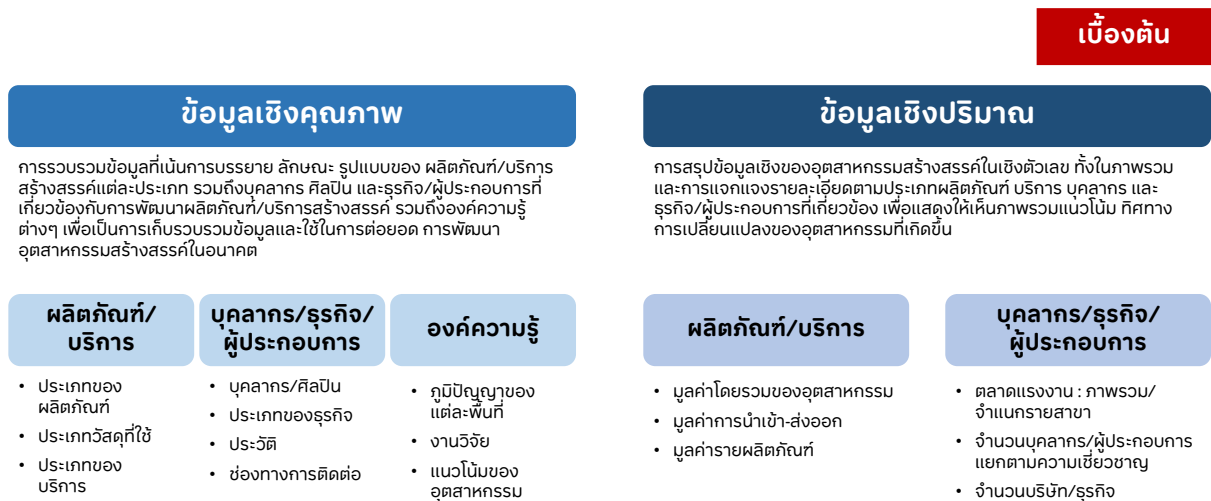 เบื้องต้น
ข้อมูลเชิงคุณภาพ
การรวบรวมข้อมูลที่เน้นการบรรยาย ลักษณะ รูปแบบของ ผลิตภัณฑ์/บริการ
สร้างสรรค์แต่ละประเภท รวมถึงบุคลากร ศิลปิน และธุรกิจ/ผู้ประกอบการที่
เกี่ยวข้องกับการพัฒนาผลิตภัณฑ์/บริการสร้างสรรค์ รวมถึงองค์ความรู้
ต่างๆ เพื่อเป็นการเก็บรวบรวมข้อมูลและใช้ในการต่อยอด การพัฒนา
อุตสาหกรรมสร้างสรรค์ในอนาคต
ผลิตภัณฑ์/
บริการ
• ประเภทของ
ผลิตภัณฑ์
• ประเภทวัสดุที่ใช้
• ประเภทของ
บริการ
บุคลากร/ธุรกิจ/
ผู้ประกอบการ
• บุคลากร/ศิลปิน
• ประเภทของธุรกิจ
• ประวัติ
• ช่องทางการติดต่อ
องค์ความรู้
• ภูมิปัญญาของ
แต่ละพื้นที่
• งานวิจัย
• แนวโน้มของ
อุตสาหกรรม
ข้อมูลเชิงปริมาณ
การสรุปข้อมูลเชิงของอุตสาหกรรมสร้างสรรค์ในเชิงตัวเลข ทั้งในภาพรวม
และการแจกแจงรายละเอียดตามประเภทผลิตภัณฑ์ บริการ บุคลากร และ
ธุรกิจ/ผู้ประกอบการที่เกี่ยวข้อง เพื่อแสดงให้เห็นภาพรวมแนวโน้ม ทิศทาง
การเปลี่ยนแปลงของอุตสาหกรรมที่เกิดขึ้น
ผลิตภัณฑ์/บริการ
• มูลค่าโดยรวมของอุตสาหกรรม
• มูลค่าการนำเข้า-ส่งออก
• มูลค่ารายผลิตภัณฑ์
บุคลากร/ธุรกิจ/
ผู้ประกอบการ
• ตลาดแรงงาน : ภาพรวม/
จำแนกรายสาขา
• จำนวนบุคลากร/ผู้ประกอบการ
แยกตามความเชี่ยวชาญ
• จำนวนบริษัท/ธุรกิจ